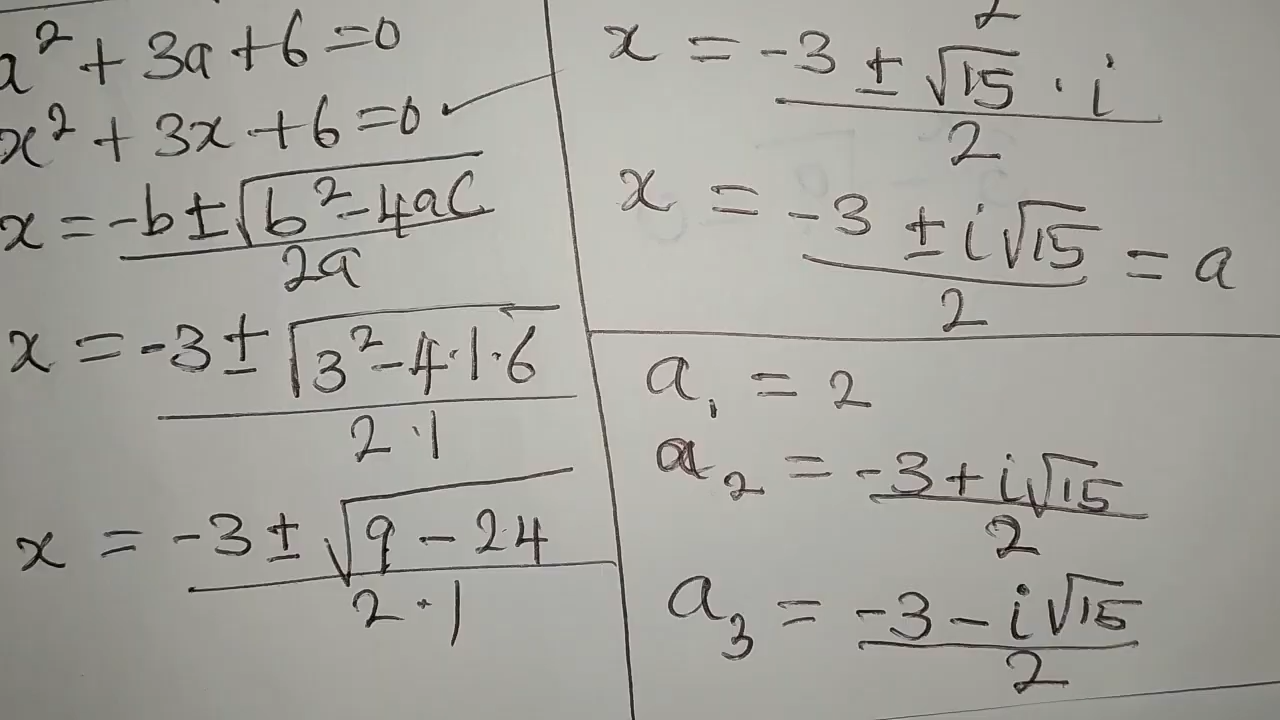 a² + 3a + 6 = 0
x² + 3x + 6 = 0 ✓
x = (-b ± √(b² - 4ac)) / 2a
x = (-3 ± √(3² - 4·1·6)) / 2·1
x = (-3 ± √(9 - 24)) / 2·1
2
x = (-3 ± √15 · i) / 2
x = (-3 ± i√15) / 2 = a
a₁ = 2
a₂ = (-3 + i√15) / 2
a₃ = (-3 - i√15) / 2